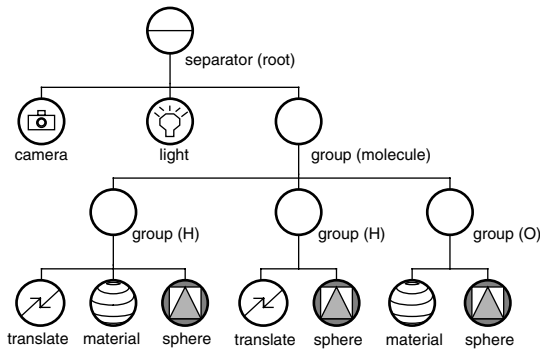 separator (root)
camera
light
group (molecule)
group (H)
group (H)
group (O)
translate
material
sphere
translate
sphere
material
sphere